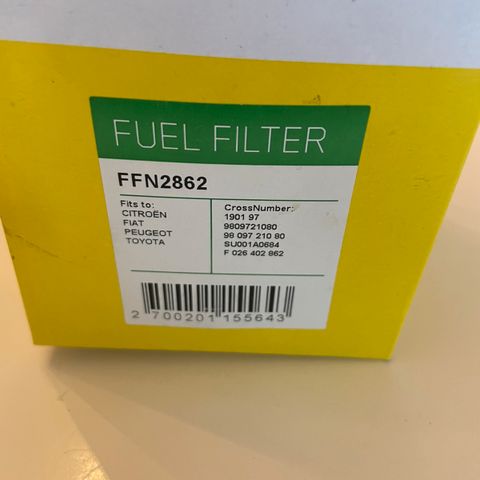 FUEL FILTER
FFN2862
Fits to:
CITROËN
FIAT
PEUGEOT
TOYOTA
CrossNumber:
1901 97
9809721080
98 097 210 80
SU001A0684
F 026 402 862
2 700201 155643